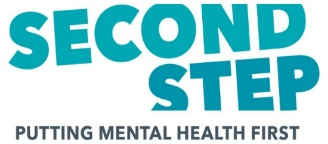 SECOND
STEP
PUTTING MENTAL HEALTH FIRST